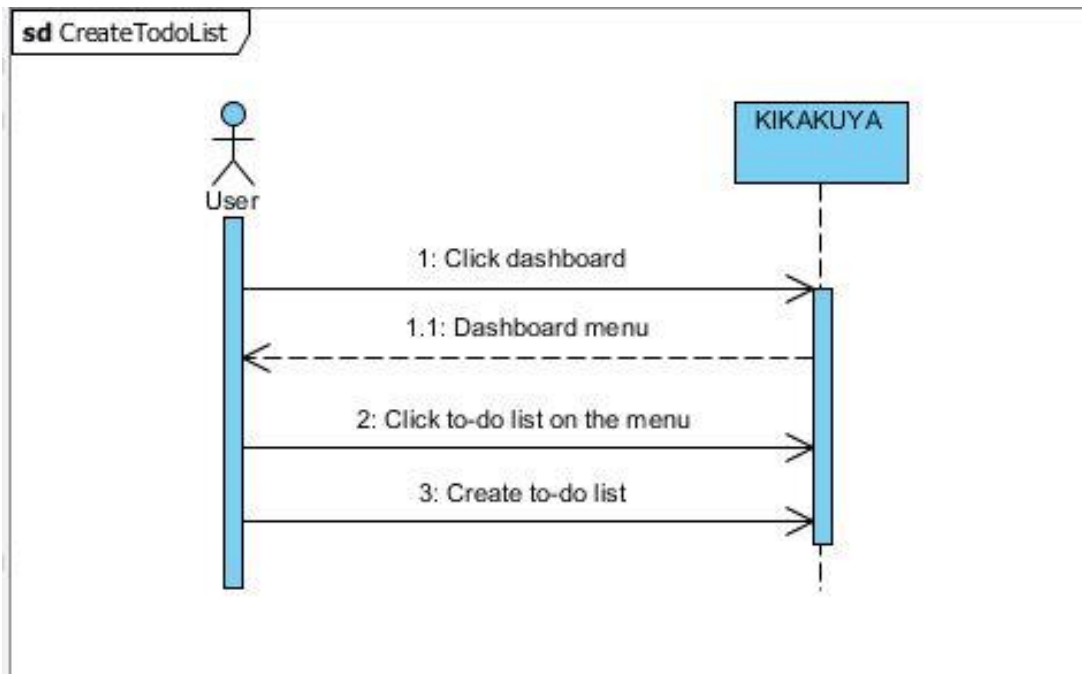 sd CreateTodoList
KIKAKUYA
User
1: Click dashboard
1.1: Dashboard menu
2: Click to-do list on the menu
3: Create to-do list